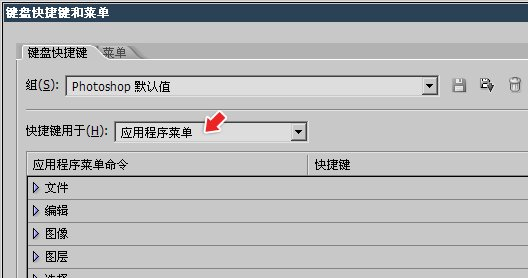 键盘快捷键和菜单
键盘快捷键 菜单
组(S): Photoshop 默认值
快捷键用于(H): 应用程序菜单
应用程序菜单命令 快捷键
文件
编辑
图像
图层
选择